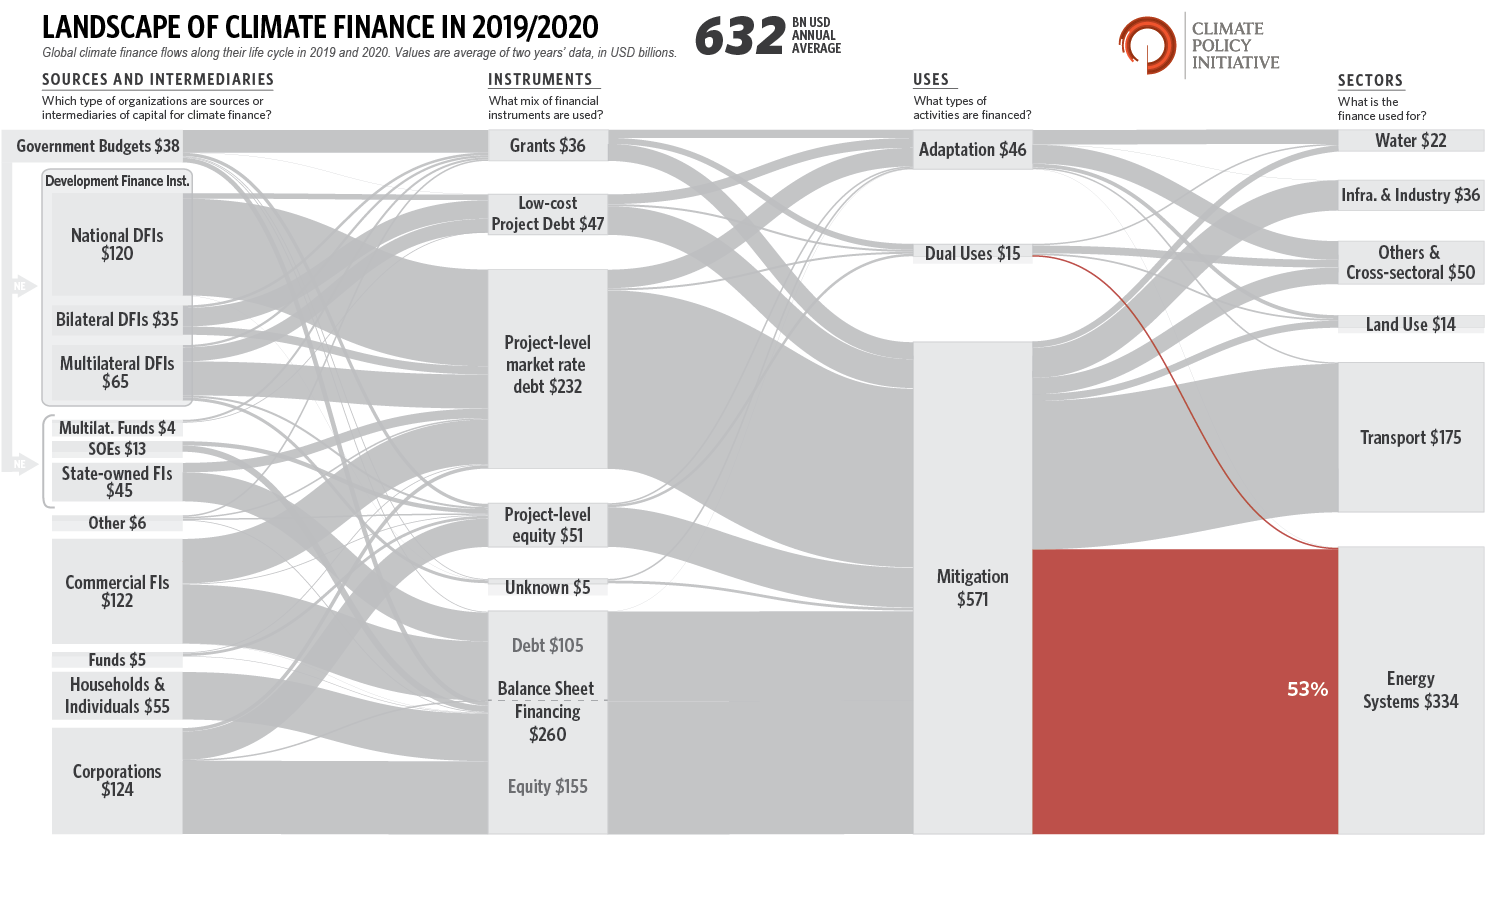 LANDSCAPE OF CLIMATE FINANCE IN 2019/2020
Global climate finance flows along their life cycle in 2019 and 2020. Values are average of two years' data, in USD billions.
632
BN USD
ANNUAL
AVERAGE
CLIMATE
POLICY
INITIATIVE
SOURCES AND INTERMEDIARIES
Which type of organizations are sources or
intermediaries of capital for climate finance?
INSTRUMENTS
What mix of financial
instruments are used?
USES
What types of
activities are financed?
SECTORS
What is the
finance used for?
Government Budgets $38
Development Finance Inst.
National DFIs
$120
NE
Bilateral DFIs $35
Multilateral DFIs
$65
Multilat. Funds $4
SOEs $13
NE
State-owned FIs
$45
Other $6
Commercial FIs
$122
Funds $5
Households &
Individuals $55
Corporations
$124
Grants $36
Low-cost
Project Debt $47
Project-level
market rate
debt $232
Project-level
equity $51
Unknown $5
Debt $105
Balance Sheet
Financing
$260
Equity $155
Adaptation $46
Dual Uses $15
Mitigation
$571
Water $22
Infra. & Industry $36
Others &
Cross-sectoral $50
Land Use $14
Transport $175
53%
Energy
Systems $334